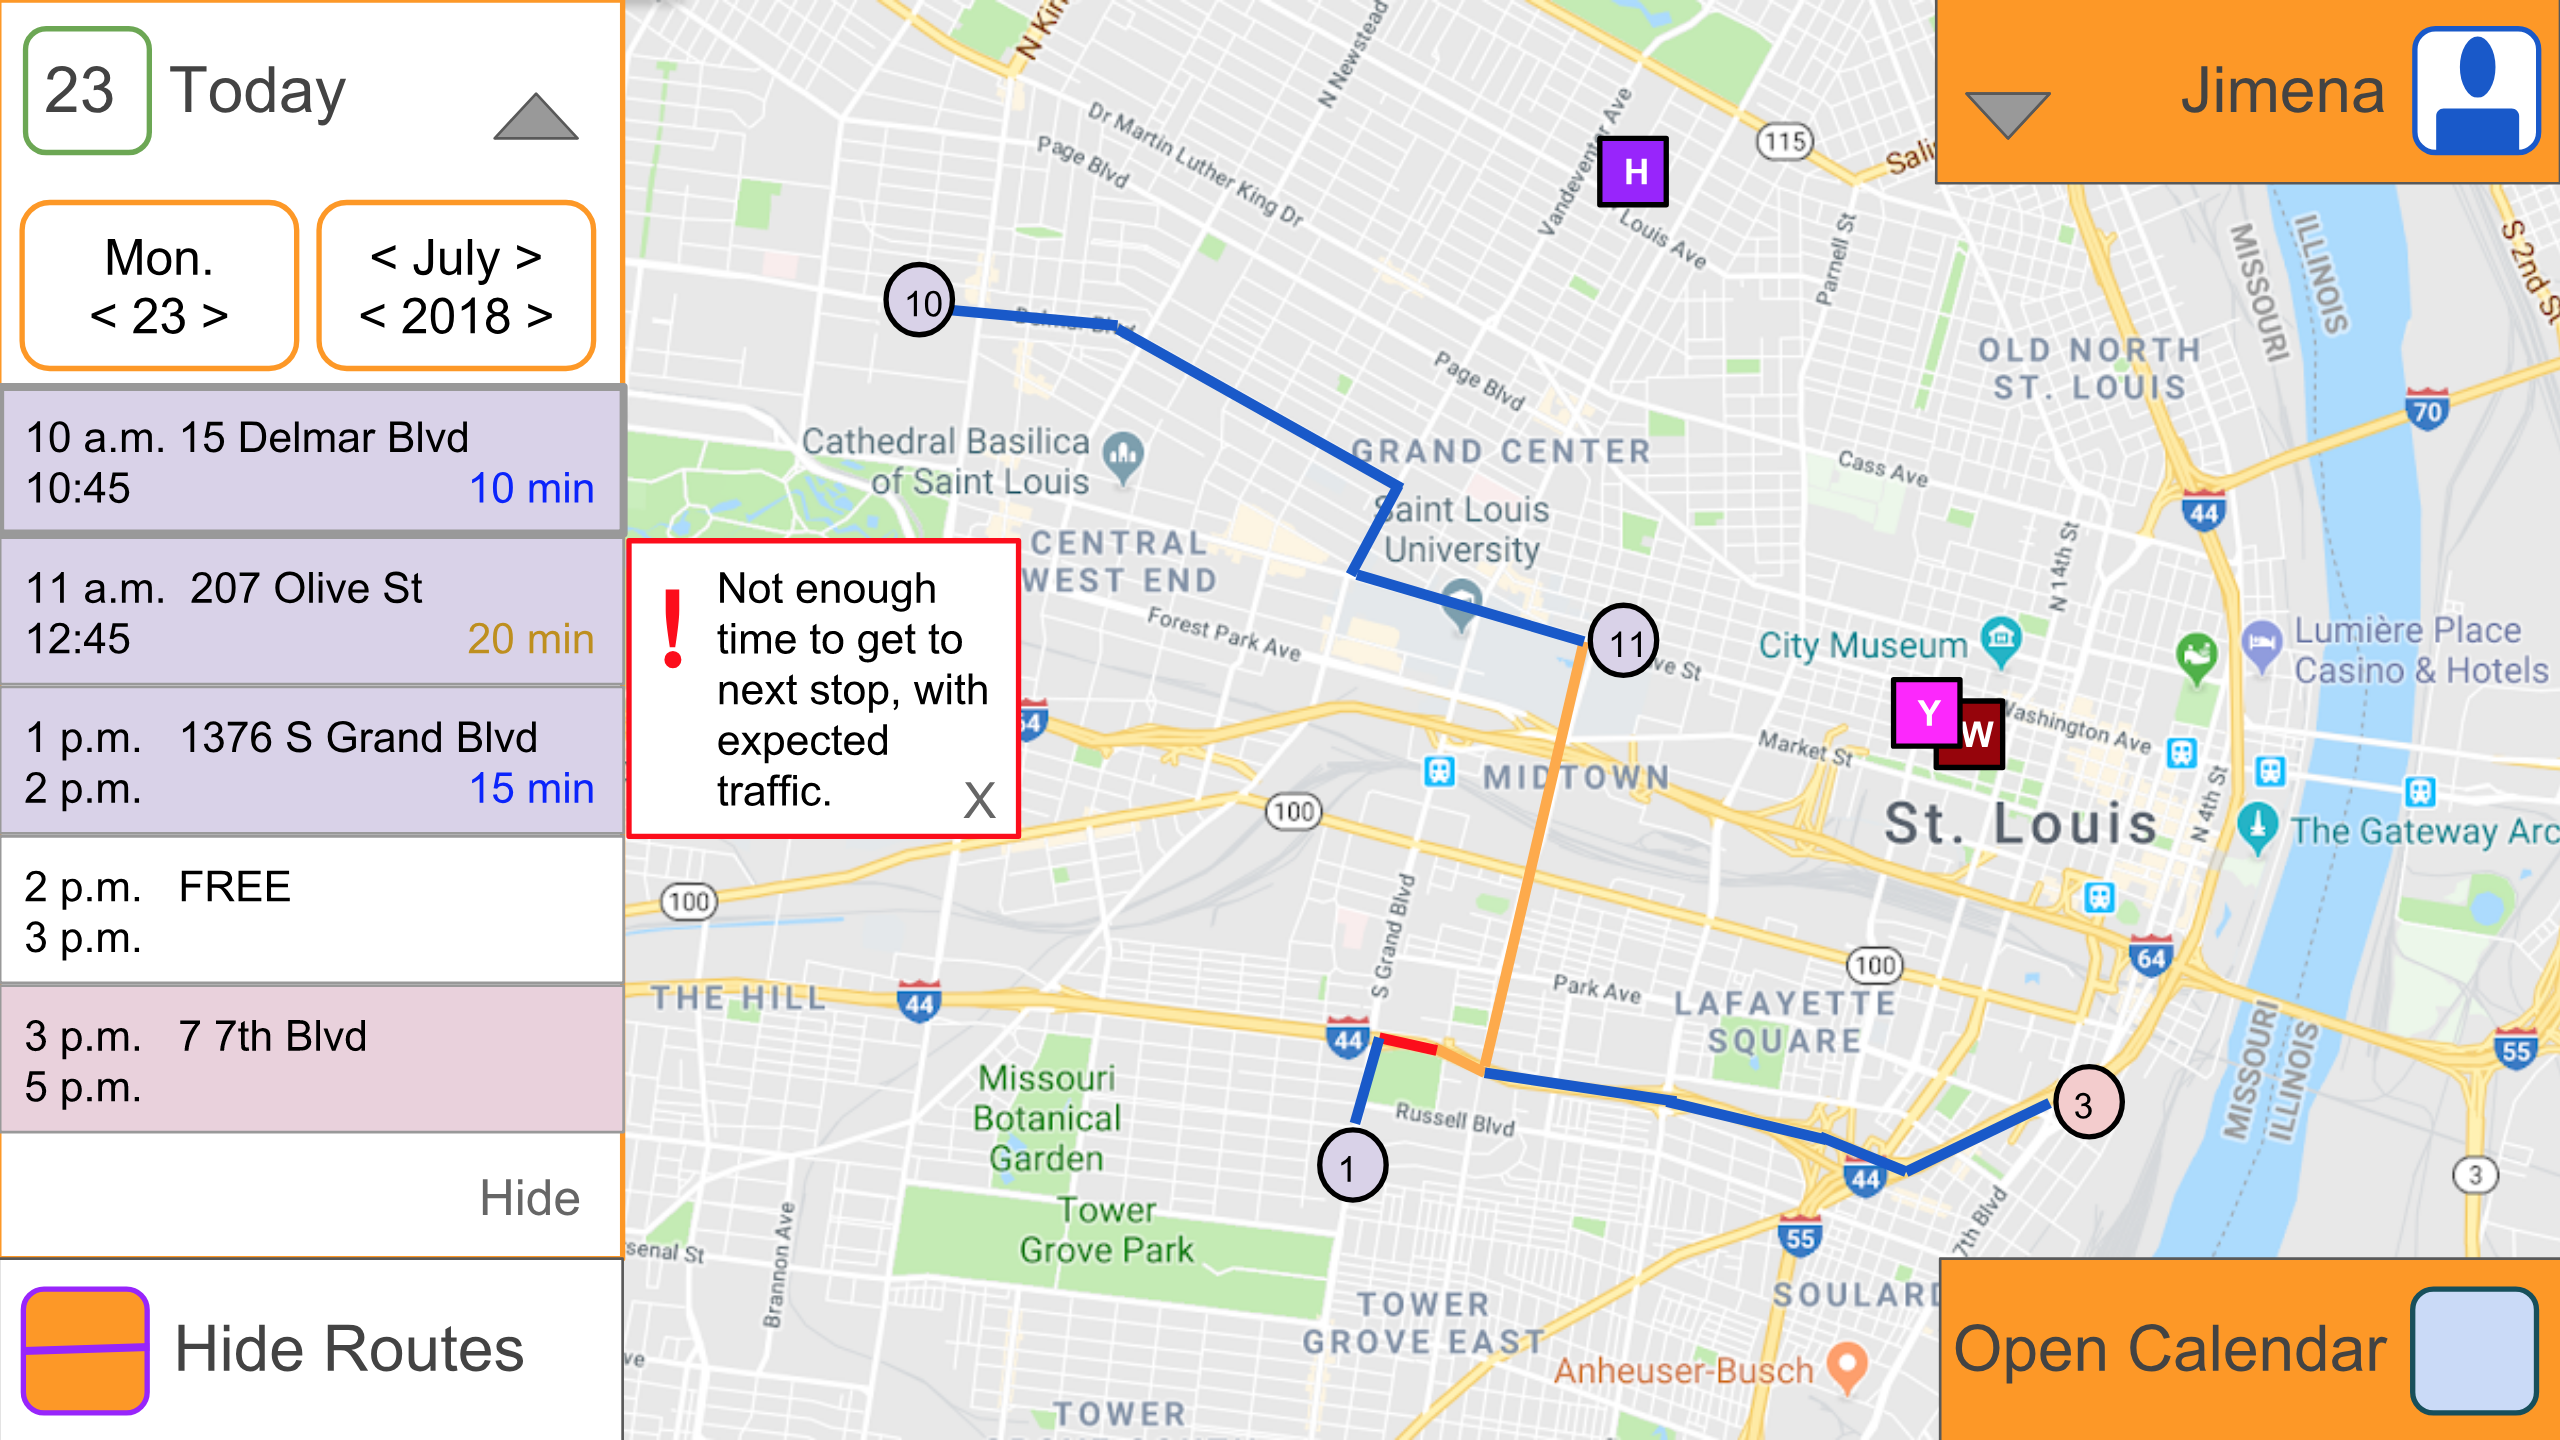 23 Today
Mon.
< 23 >
< July >
< 2018 >
10 a.m. 15 Delmar Blvd
10:45 10 min
11 a.m. 207 Olive St
12:45 20 min
1 p.m. 1376 S Grand Blvd
2 p.m. 15 min
2 p.m. FREE
3 p.m.
3 p.m. 7 7th Blvd
5 p.m.
Hide
Hide Routes
!
Not enough
time to get to
next stop, with
expected
traffic.
X
Jimena
Open Calendar
N Newstead
Dr Martin Luther King Dr
Page Blvd
Vandeventer Ave
H
115
Louis Ave
Parnell St
MISSOURI
ILLINOIS
S 2nd St
10
Delmar Blvd
Page Blvd
OLD NORTH
ST. LOUIS
70
Cathedral Basilica
of Saint Louis
GRAND CENTER
Cass Ave
Saint Louis
University
44
CENTRAL
WEST END
N 14th St
Forest Park Ave
11
ve St
City Museum
Lumière Place
Casino & Hotels
Y
W
Washington Ave
64
Market St
MIDTOWN
100
St. Louis
N 4th St
The Gateway Arc
100
S Grand Blvd
THE HILL
44
Park Ave
100
64
LAFAYETTE
SQUARE
44
55
MISSOURI
ILLINOIS
Missouri
Botanical
Garden
Russell Blvd
3
1
44
3
Tower
Grove Park
55
7th Blvd
senal St
Brannon Ave
TOWER
GROVE EAST
SOULARD
Anheuser-Busch
ve
TOWER